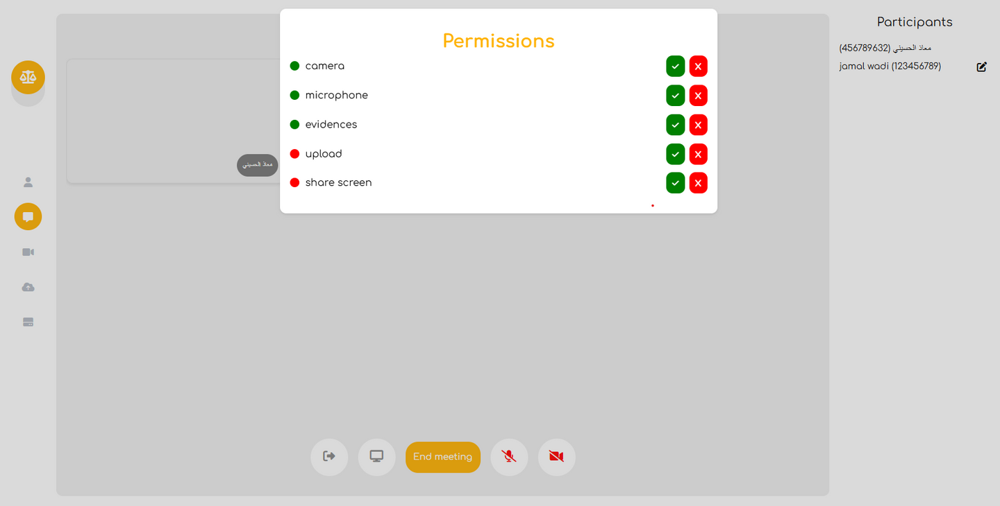 Permissions
camera
microphone
evidences
upload
share screen
معاذ الحسيني
End meeting
Participants
معاذ الحسيني (456789632)
jamal wadi (123456789)